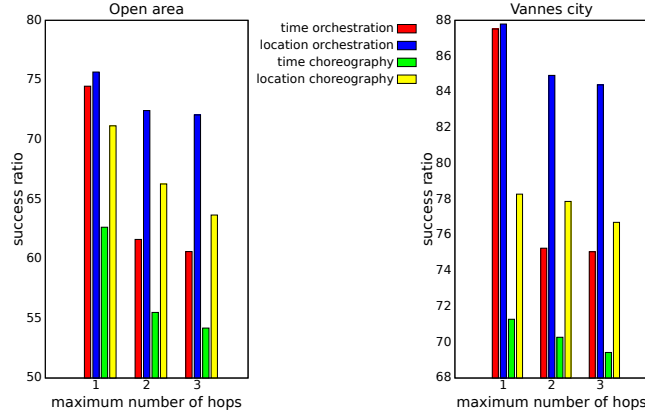 Open area
80
75
70
65
60
55
50
success ratio
1 2 3
maximum number of hops
time orchestration
location orchestration
time choreography
location choreography
Vannes city
88
86
84
82
80
78
76
74
72
70
68
success ratio
1 2 3
maximum number of hops